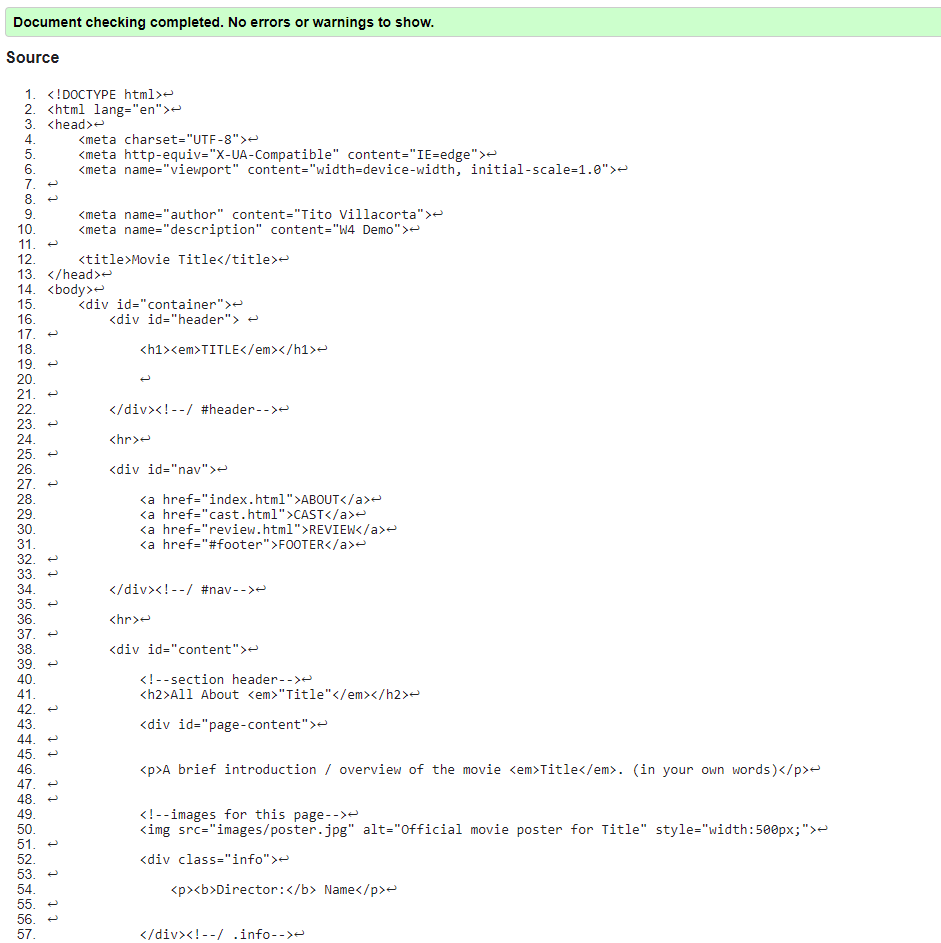 Document checking completed. No errors or warnings to show.
Source
1. <!DOCTYPE html>↩
2. <html lang="en">↩
3. <head>↩
4.     <meta charset="UTF-8">↩
5.     <meta http-equiv="X-UA-Compatible" content="IE=edge">↩
6.     <meta name="viewport" content="width=device-width, initial-scale=1.0">↩
7. ↩
8. ↩
9.     <meta name="author" content="Tito Villacorta">↩
10.     <meta name="description" content="W4 Demo">↩
11. ↩
12.     <title>Movie Title</title>↩
13. </head>↩
14. <body>↩
15.     <div id="container">↩
16.         <div id="header"> ↩
17. ↩
18.             <h1><em>TITLE</em></h1>↩
19. ↩
20.             ↩
21. ↩
22.         </div><!--/ #header-->↩
23. ↩
24.         <hr>↩
25. ↩
26.         <div id="nav">↩
27. ↩
28.             <a href="index.html">ABOUT</a>↩
29.             <a href="cast.html">CAST</a>↩
30.             <a href="review.html">REVIEW</a>↩
31.             <a href="#footer">FOOTER</a>↩
32. ↩
33. ↩
34.         </div><!--/ #nav-->↩
35. ↩
36.         <hr>↩
37. ↩
38.         <div id="content">↩
39. ↩
40.             <!--section header-->↩
41.             <h2>All About <em>"Title"</em></h2>↩
42. ↩
43.             <div id="page-content">↩
44. ↩
45. ↩
46.             <p>A brief introduction / overview of the movie <em>Title</em>. (in your own words)</p>↩
47. ↩
48. ↩
49.             <!--images for this page-->↩
50.             <img src="images/poster.jpg" alt="Official movie poster for Title" style="width:500px;">↩
51. ↩
52.             <div class="info">↩
53. ↩
54.                 <p><b>Director:</b> Name</p>↩
55. ↩
56. ↩
57.             </div><!--/ .info-->↩